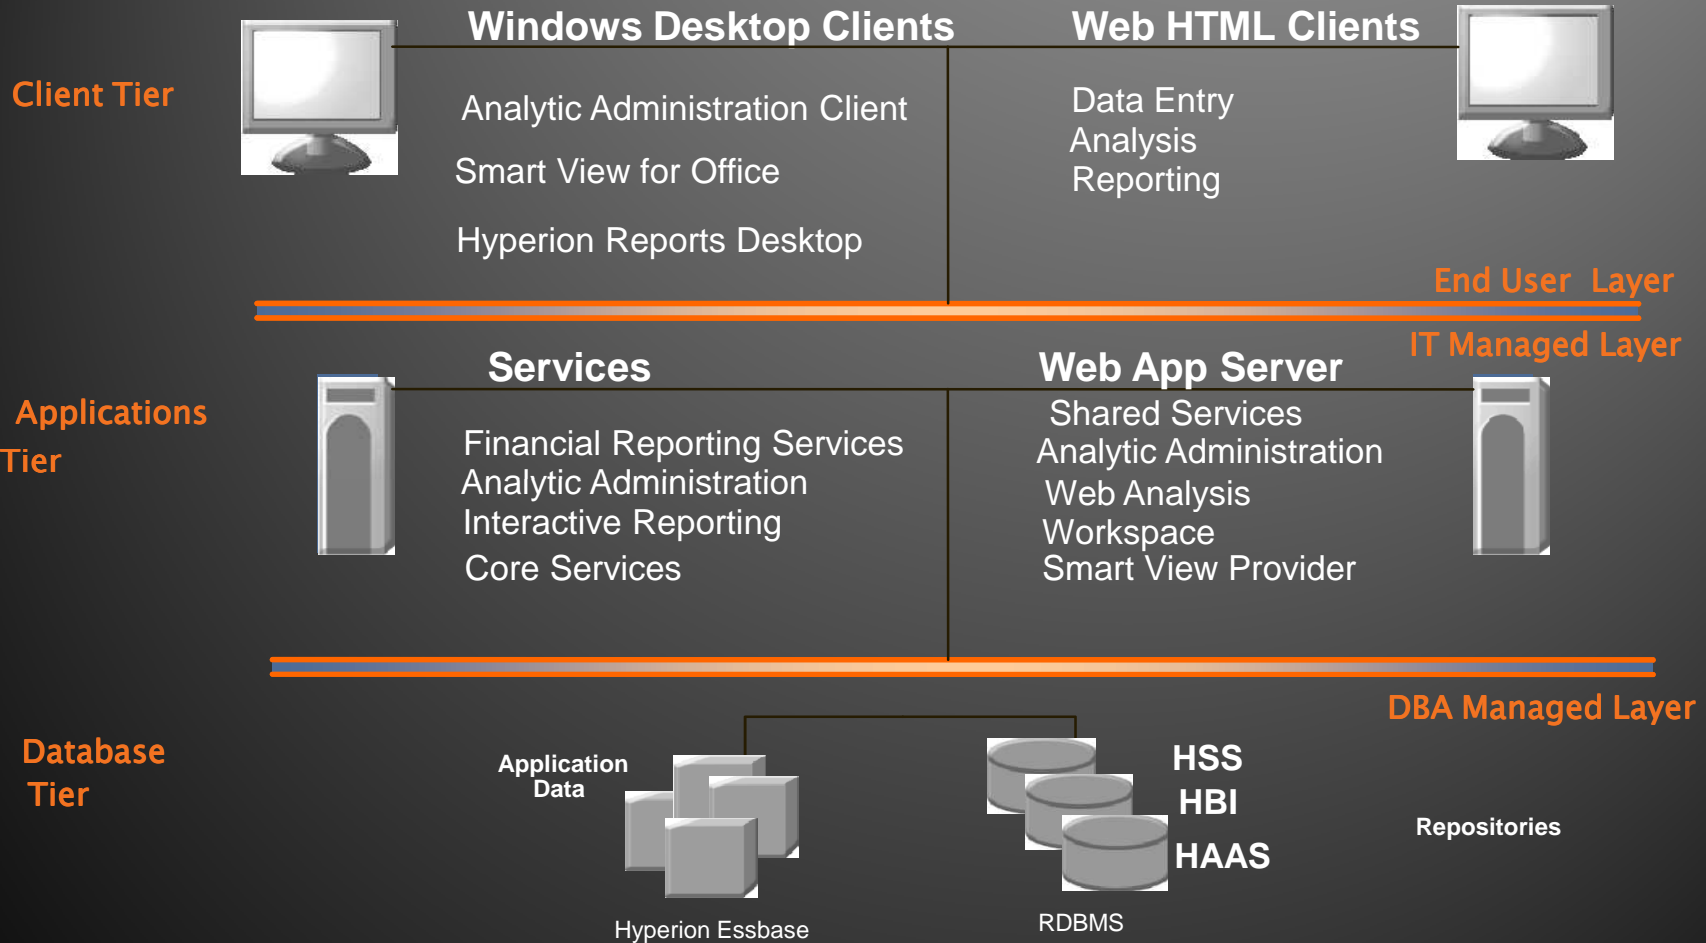 Windows Desktop Clients
Web HTML Clients
Client Tier
Analytic Administration Client
Smart View for Office
Hyperion Reports Desktop
Data Entry
Analysis
Reporting
End User Layer
IT Managed Layer
Services
Web App Server
Applications
Tier
Financial Reporting Services
Analytic Administration
Interactive Reporting
Core Services
Shared Services
Analytic Administration
Web Analysis
Workspace
Smart View Provider
DBA Managed Layer
Database
Tier
Application
Data
Hyperion Essbase
HSS
HBI
HAAS
RDBMS
Repositories